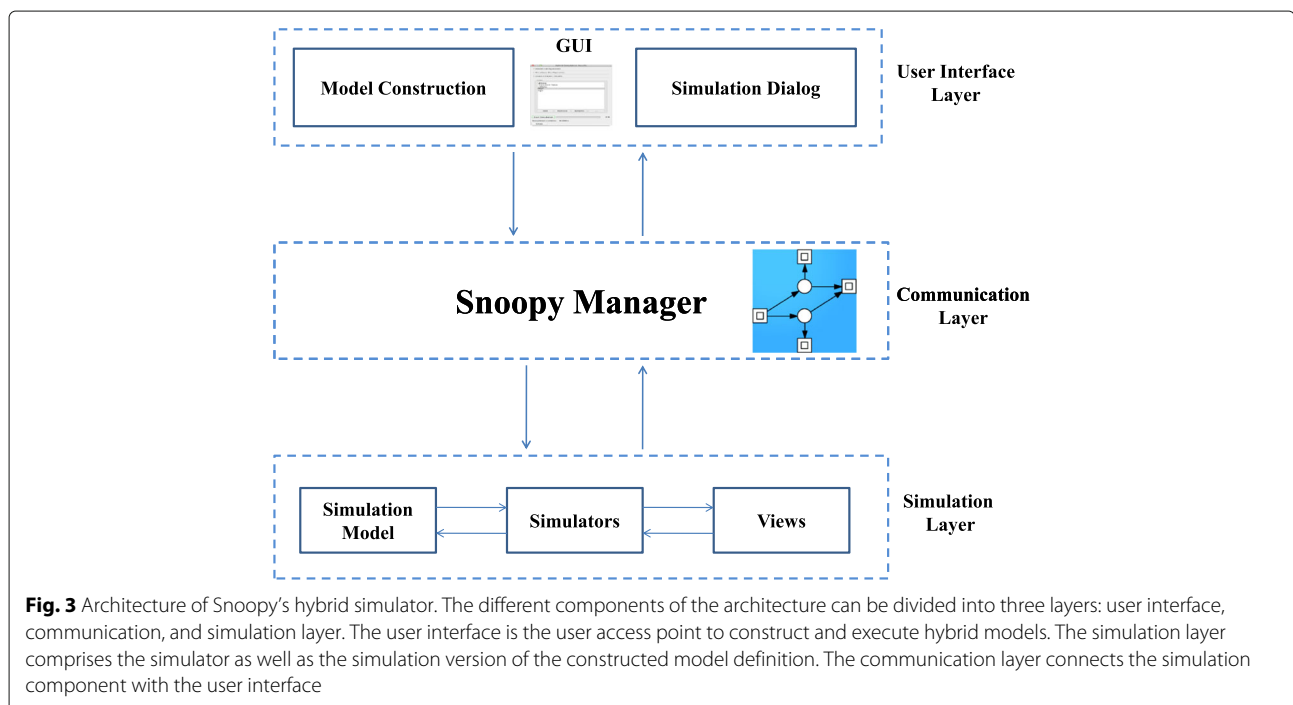 GUI
Model Construction
Simulation Dialog
User Interface
Layer
Snoopy Manager
Communication
Layer
Simulation
Model
Simulators
Views
Simulation
Layer
Fig. 3 Architecture of Snoopy's hybrid simulator. The different components of the architecture can be divided into three layers: user interface,
communication, and simulation layer. The user interface is the user access point to construct and execute hybrid models. The simulation layer
comprises the simulator as well as the simulation version of the constructed model definition. The communication layer connects the simulation
component with the user interface